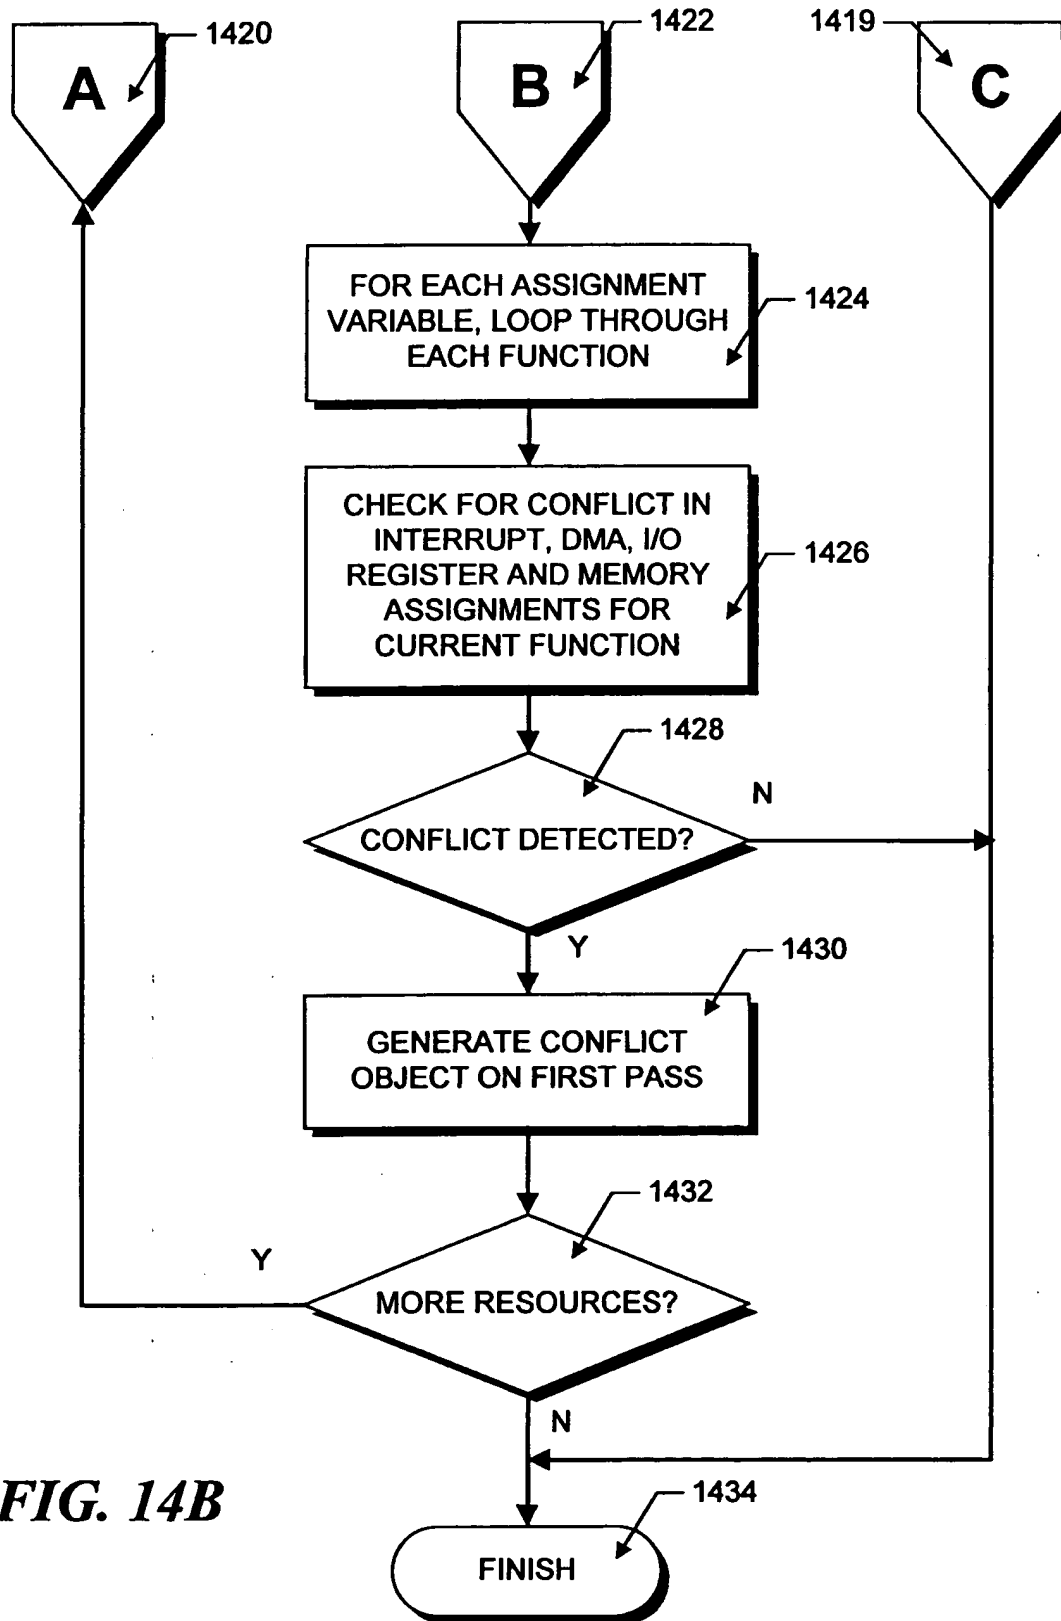 1420
A
1422
B
1419
C
FOR EACH ASSIGNMENT
VARIABLE, LOOP THROUGH
EACH FUNCTION
1424
CHECK FOR CONFLICT IN
INTERRUPT, DMA, I/O
REGISTER AND MEMORY
ASSIGNMENTS FOR
CURRENT FUNCTION
1426
1428
CONFLICT DETECTED?
N
Y
1430
GENERATE CONFLICT
OBJECT ON FIRST PASS
1432
Y
MORE RESOURCES?
N
FIG. 14B
1434
FINISH